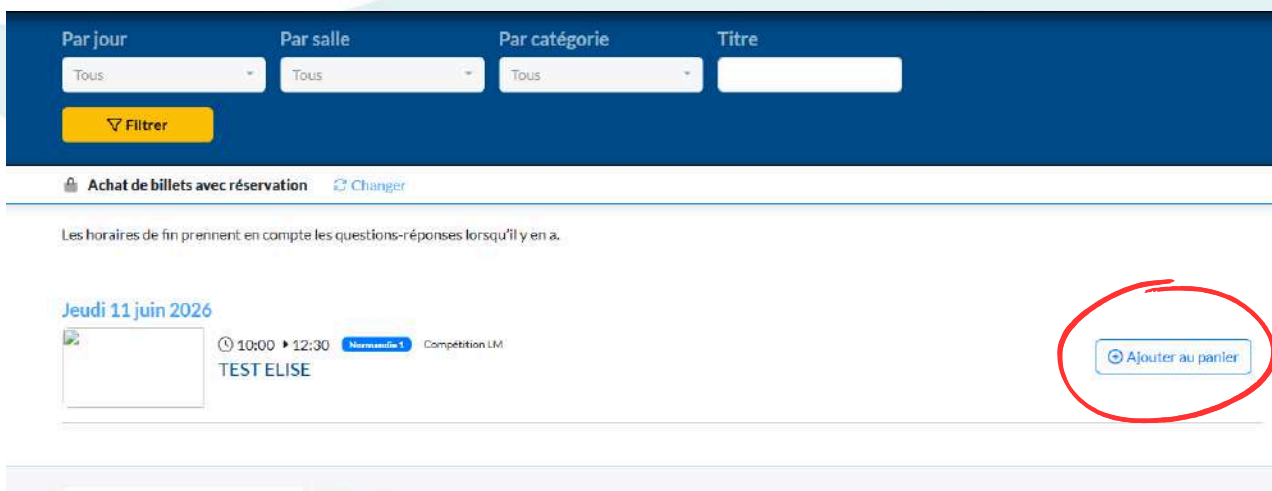 Par jour Par salle Par catégorie Titre
Tous Tous Tous
Filtrer
Achat de billets avec réservation Changer
Les horaires de fin prennent en compte les questions-réponses lorsqu'il y en a.
Jeudi 11 juin 2026
10:00 12:30 Normandie 1 Compétition LM
TEST ELISE
Ajouter au panier